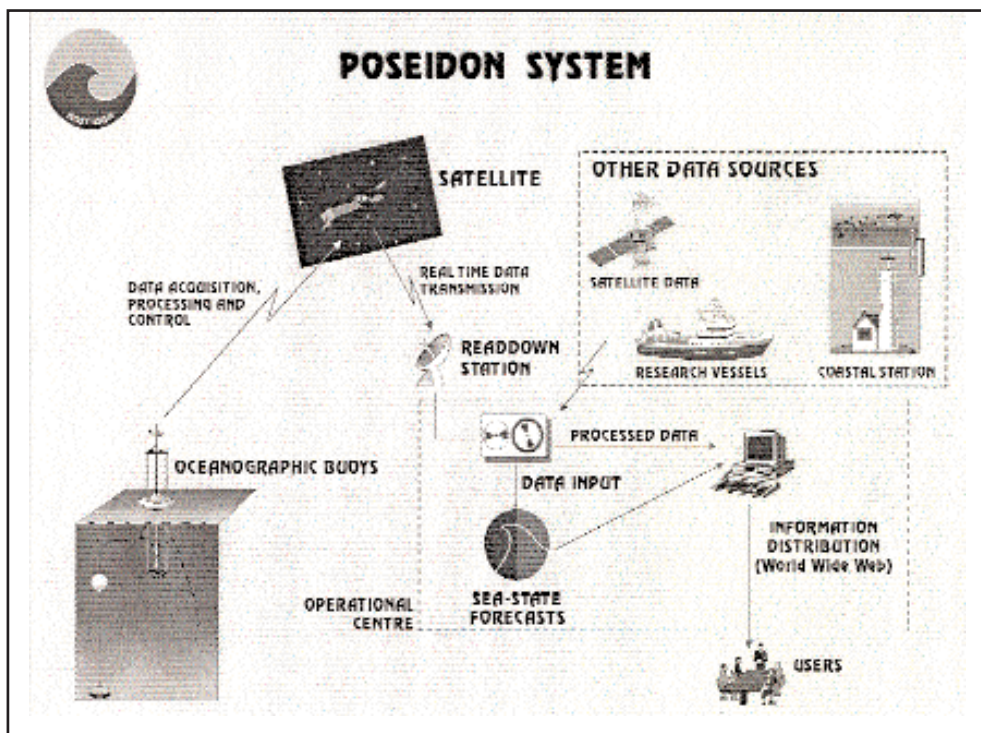 POSEIDON SYSTEM
SATELLITE
OTHER DATA SOURCES
SATELLITE DATA
DATA ACQUISITION,
PROCESSING AND
CONTROL
REAL TIME DATA
TRANSMISSION
READDOWN
STATION
RESEARCH VESSELS
COASTAL STATION
OCEANOGRAPHIC BUOYS
PROCESSED DATA
DATA INPUT
INFORMATION
DISTRIBUTION
(World Wide Web)
OPERATIONAL
CENTRE
SEA-STATE
FORECASTS
USERS